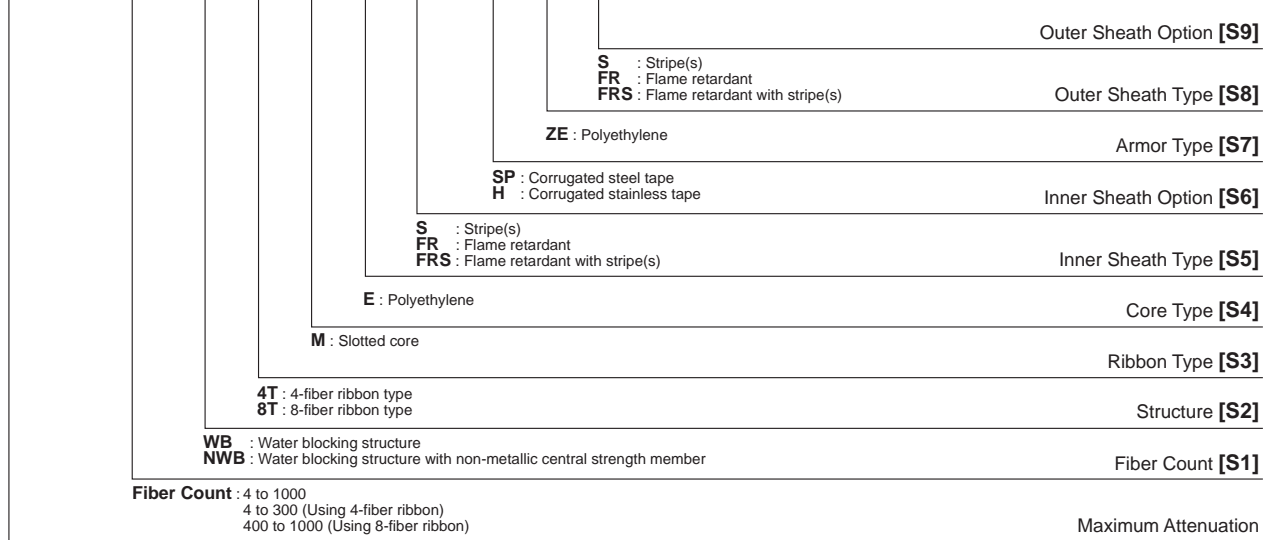 Outer Sheath Option [S9]
S : Stripe(s)
FR : Flame retardant
FRS : Flame retardant with stripe(s)
Outer Sheath Type [S8]
ZE : Polyethylene
Armor Type [S7]
SP : Corrugated steel tape
H : Corrugated stainless tape
Inner Sheath Option [S6]
S : Stripe(s)
FR : Flame retardant
FRS : Flame retardant with stripe(s)
Inner Sheath Type [S5]
E : Polyethylene
Core Type [S4]
M : Slotted core
Ribbon Type [S3]
4T : 4-fiber ribbon type
8T : 8-fiber ribbon type
Structure [S2]
WB : Water blocking structure
NWB : Water blocking structure with non-metallic central strength member
Fiber Count [S1]
Fiber Count : 4 to 1000
4 to 300 (Using 4-fiber ribbon)
400 to 1000 (Using 8-fiber ribbon)
Maximum Attenuation